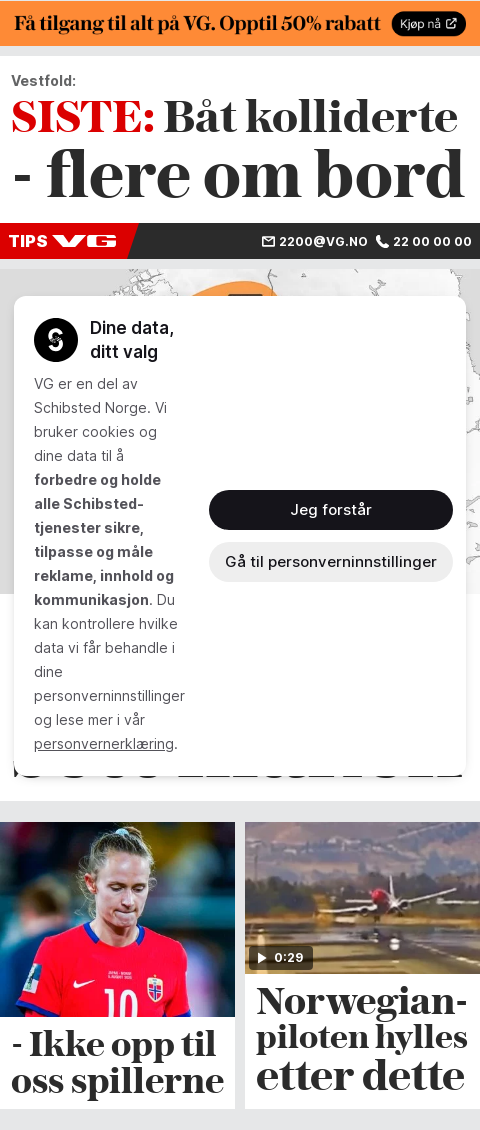 Få tilgang til alt på VG. Opptil 50% rabatt
Kjøp nå
Vestfold:
SISTE: Båt kolliderte
- flere om bord
TIPS VG
2200@VG.NO 22 00 00 00
Dine data,
ditt valg
VG er en del av
Schibsted Norge. Vi
bruker cookies og
dine data til å
forbedre og holde
alle Schibsted-
tjenester sikre,
tilpasse og måle
reklame, innhold og
kommunikasjon. Du
kan kontrollere hvilke
data vi får behandle i
dine
personverninnstillinger
og lese mer i vår
personvernerklæring.
Jeg forstår
Gå til personverninnstillinger
10
- Ikke opp til
oss spillerne
0:29
Norwegian-
piloten hylles
etter dette